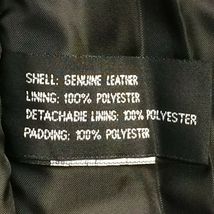 SHELL: GENUINE LEATHER
LINING: 100% POLYESTER
DETACHABLE LINING: 100% POLYESTER
PADDING: 100% POLYESTER